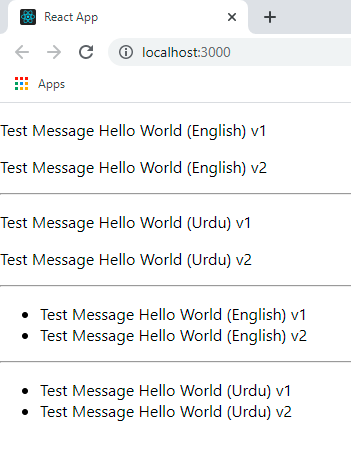 React App
localhost:3000
Apps
Test Message Hello World (English) v1
Test Message Hello World (English) v2
Test Message Hello World (Urdu) v1
Test Message Hello World (Urdu) v2
Test Message Hello World (English) v1
Test Message Hello World (English) v2
Test Message Hello World (Urdu) v1
Test Message Hello World (Urdu) v2